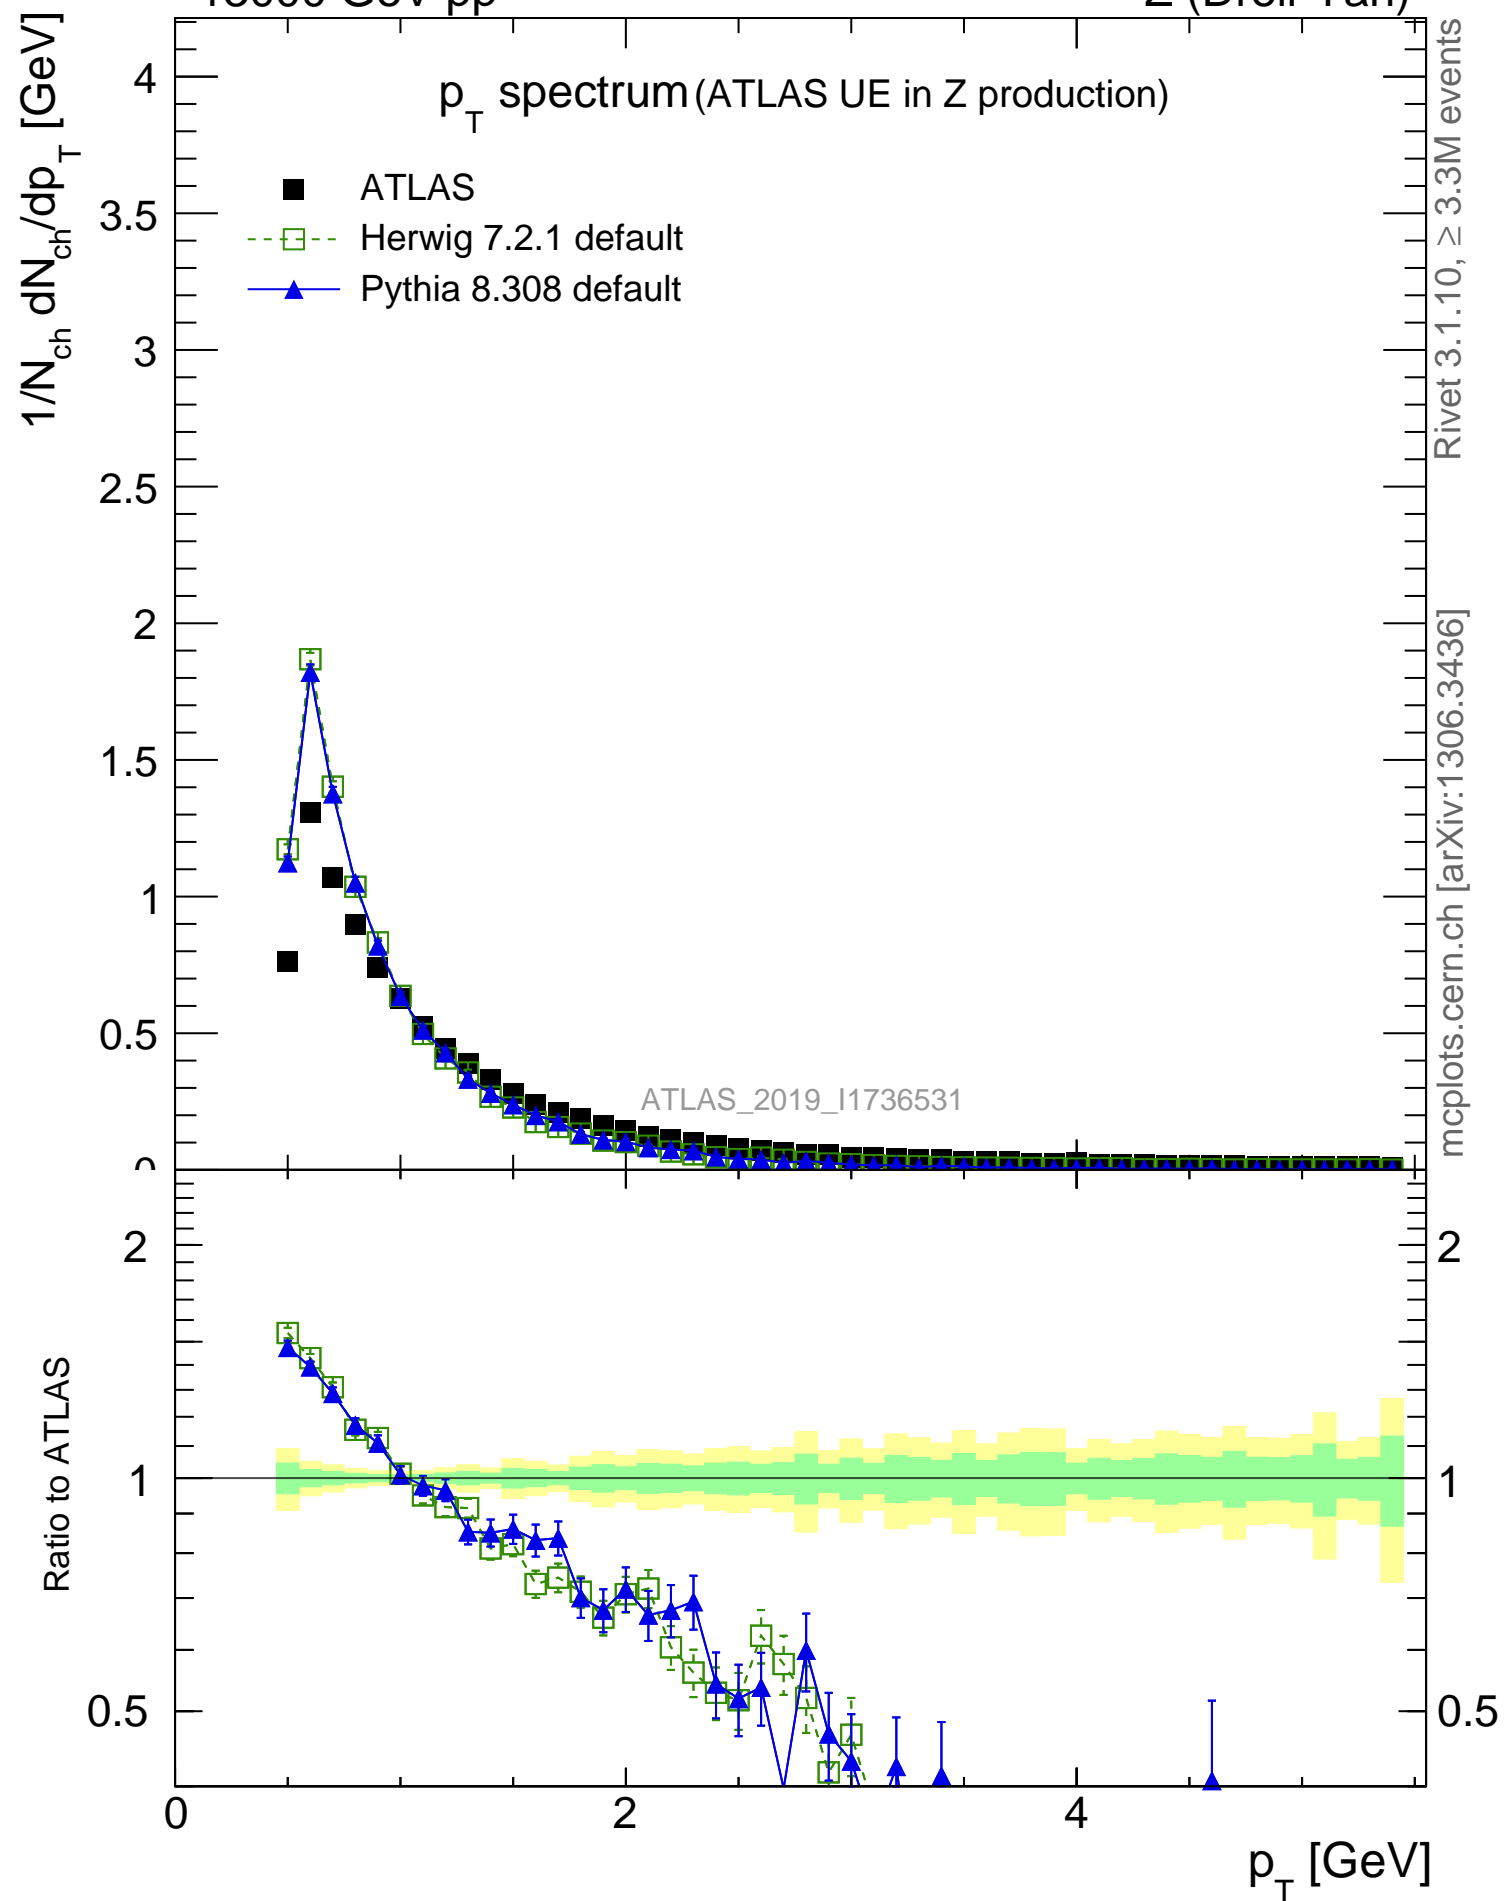 GeV pp
p_T spectrum (ATLAS UE in Z production)
ATLAS
Herwig 7.2.1 default
Pythia 8.308 default
1/N_ch dN_ch/dp_T [GeV]
4
3.5
3
2.5
2
1.5
1
0.5
0
ATLAS_2019_I1736531
Rivet 3.1.10, ≥ 3.3M events
mcplots.cern.ch [arXiv:1306.3436]
Ratio to ATLAS
2
1
0.5
2
1
0.5
0
2
4
p_T [GeV]